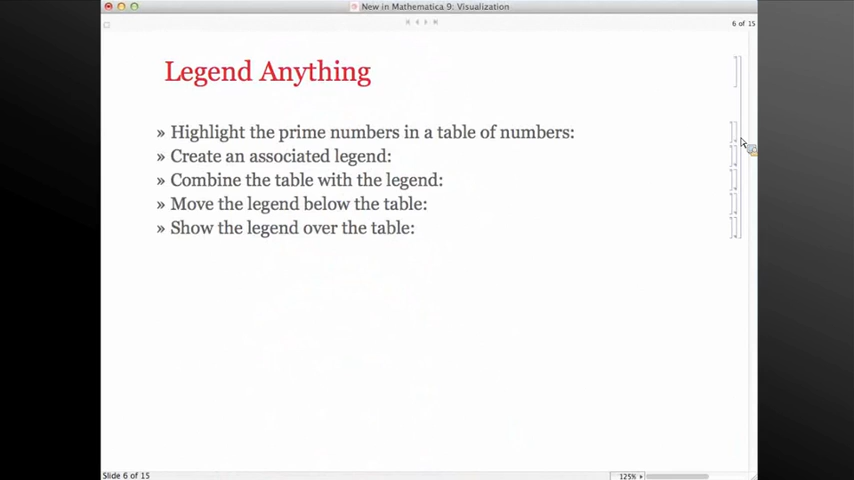 New in Mathematica 9: Visualization
6 of 15
Legend Anything
» Highlight the prime numbers in a table of numbers:
» Create an associated legend:
» Combine the table with the legend:
» Move the legend below the table:
» Show the legend over the table:
Slide 6 of 15
125%